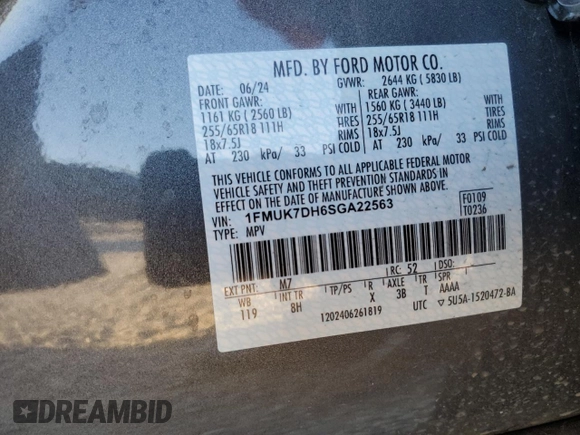 MFD. BY FORD MOTOR CO.
DATE: 06/24 GVWR: 2644 KG ( 5830 LB)
FRONT GAWR: REAR GAWR:
1161 KG ( 2560 LB) WITH 1560 KG ( 3440 LB) WITH
255/65R18 111H TIRES 255/65R18 111H TIRES
18x7.5J RIMS 18x7.5J RIMS
AT 230 kPa/ 33 PSI COLD AT 230 kPa/ 33 PSI COLD
THIS VEHICLE CONFORMS TO ALL APPLICABLE FEDERAL MOTOR
VEHICLE SAFETY AND THEFT PREVENTION STANDARDS IN
EFFECT ON THE DATE OF MANUFACTURE SHOWN ABOVE.
VIN: 1FMUK7DH6SGA22563 F0109
TYPE: MPV T0236
EXT PNT: M7 RC: 52 DSO:
WB INT TR TP/PS R AXLE TR SPR
119 8H X 3B T AAAA
1202406261819 UTC ▽ 5U5A-1520472-BA
DREAMBID